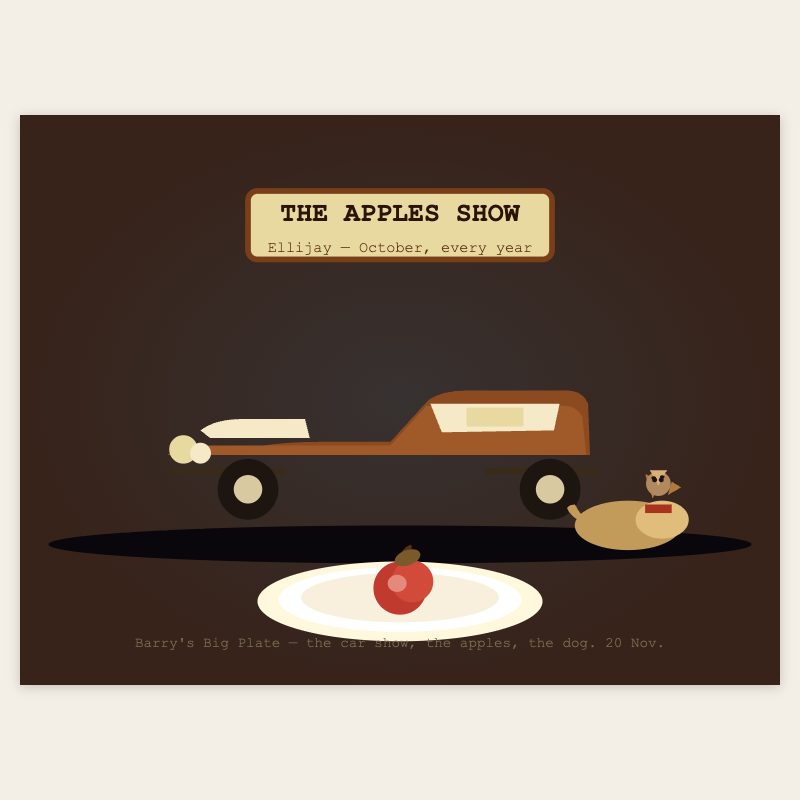 THE APPLES SHOW
Ellijay — October, every year
Barry's Big Plate — the car show, the apples, the dog. 20 Nov.